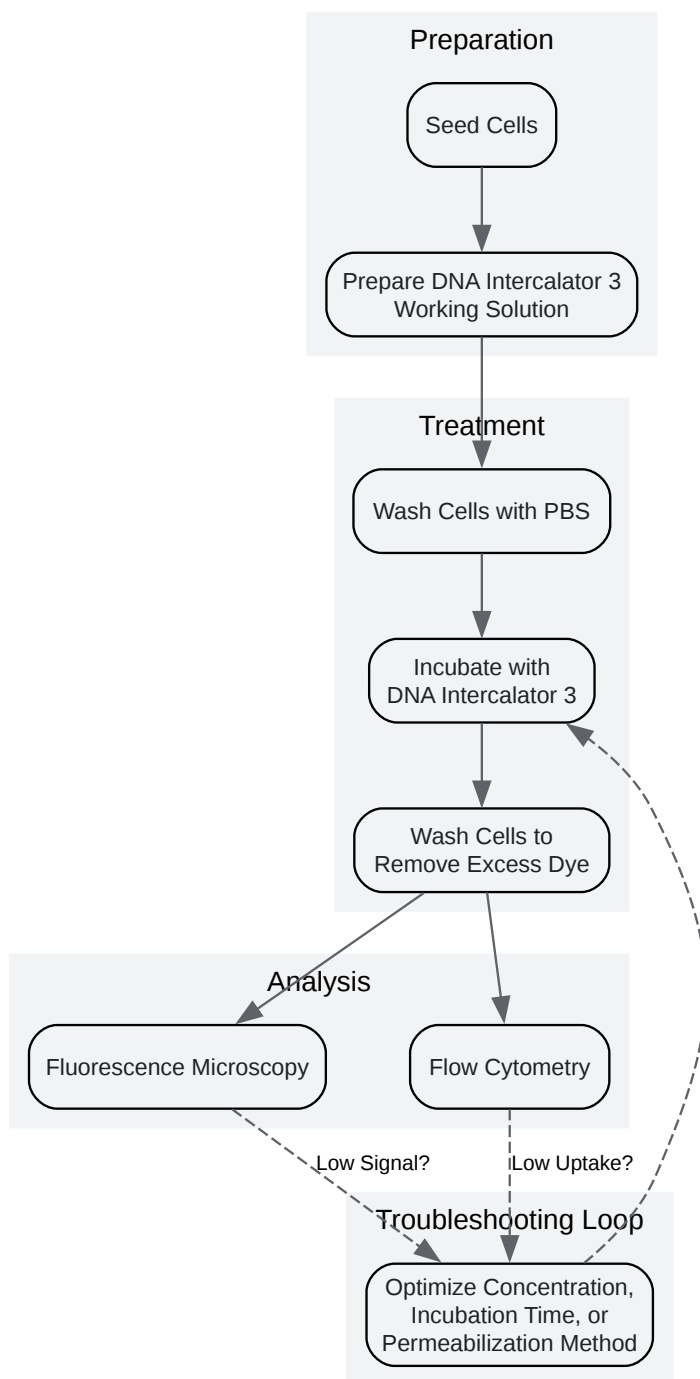 Preparation
Seed Cells
Prepare DNA Intercalator 3
Working Solution
Treatment
Wash Cells with PBS
Incubate with
DNA Intercalator 3
Wash Cells to
Remove Excess Dye
Analysis
Fluorescence Microscopy
Flow Cytometry
Low Signal?
Low Uptake?
Troubleshooting Loop
Optimize Concentration,
Incubation Time, or
Permeabilization Method